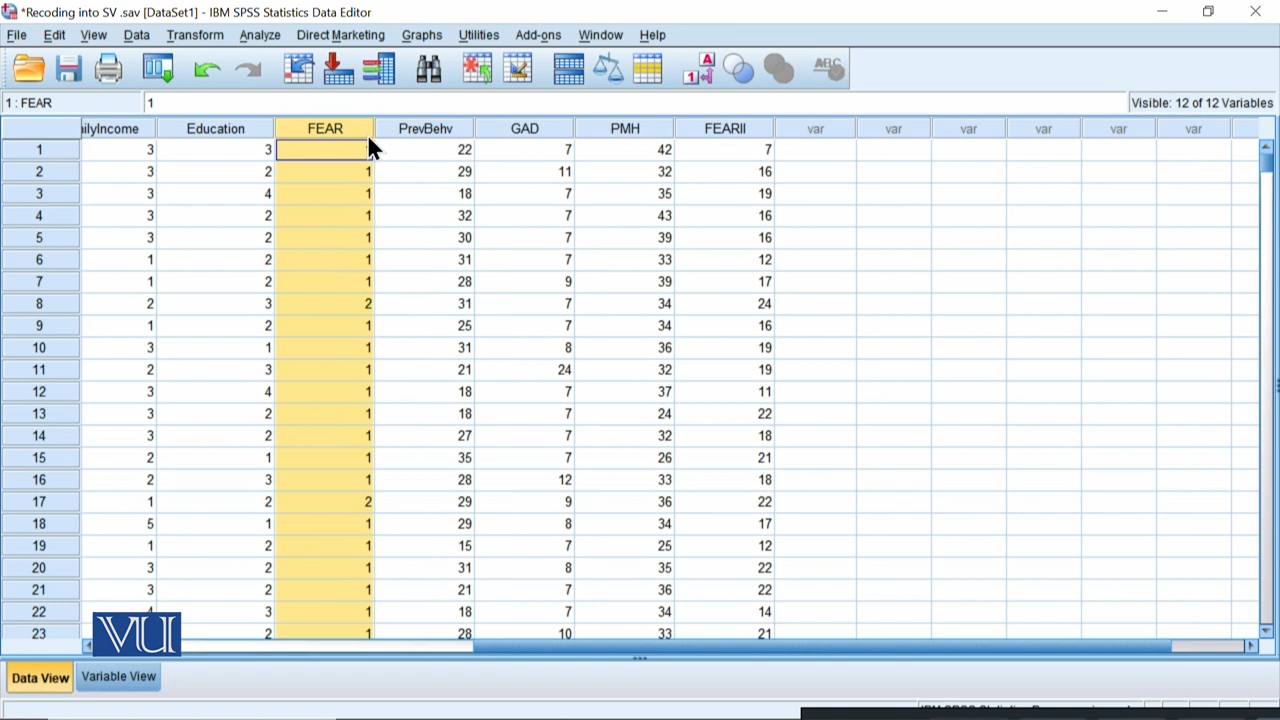 *Recoding into SV .sav [DataSet1] - IBM SPSS Statistics Data Editor
File Edit View Data Transform Analyze Direct Marketing Graphs Utilities Add-ons Window Help
1 : FEAR 1 Visible: 12 of 12 Variables
ilyIncome Education FEAR PrevBehv GAD PMH FEARII var var var var var var
1 3 3 22 7 42 7
2 3 2 1 29 11 32 16
3 3 4 1 18 7 35 19
4 3 2 1 32 7 43 16
5 3 2 1 30 7 39 16
6 1 2 1 31 7 33 12
7 1 2 1 28 9 39 17
8 2 3 2 31 7 34 24
9 1 2 1 25 7 34 16
10 3 1 1 31 8 36 19
11 2 3 1 21 24 32 19
12 3 4 1 18 7 37 11
13 3 2 1 18 7 24 22
14 3 2 1 27 7 32 18
15 2 1 1 35 7 26 21
16 2 3 1 28 12 33 18
17 1 2 2 29 9 36 22
18 5 1 1 29 8 34 17
19 1 2 1 15 7 25 12
20 3 2 1 31 8 35 22
21 3 2 1 21 7 36 22
22 4 3 1 18 7 34 14
23 2 1 28 10 33 21
VU
Data View Variable View